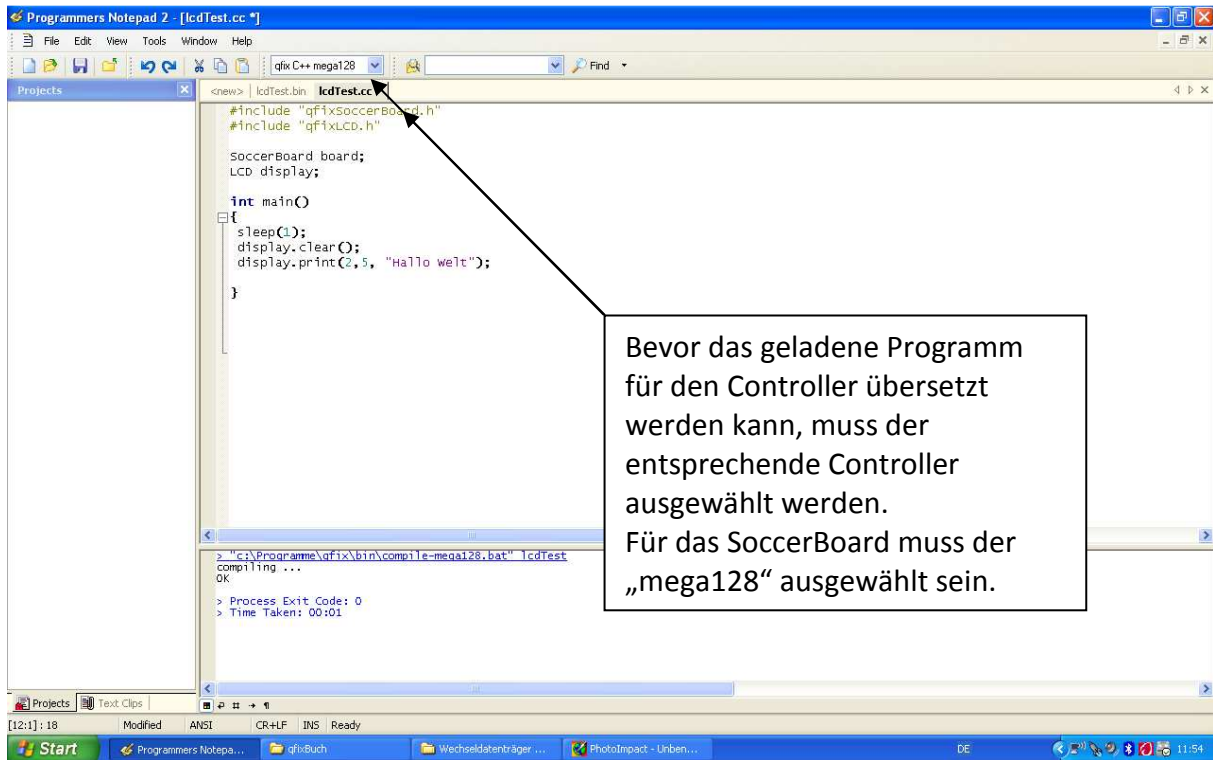 Programmers Notepad 2 - [lcdTest.cc *]
File Edit View Tools Window Help
qfix C++ mega128 Find
Projects
<new> lcdTest.bin lcdTest.cc
#include "qfixSoccerBoard.h"
#include "qfixLCD.h"
SoccerBoard board;
LCD display;
int main()
{
sleep(1);
display.clear();
display.print(2,5, "Hallo Welt");
}
Bevor das geladene Programm
für den Controller übersetzt
werden kann, muss der
entsprechende Controller
ausgewählt werden.
Für das SoccerBoard muss der
„mega128“ ausgewählt sein.
> "c:\Programme\qfix\bin\compile-mega128.bat" lcdTest
compiling ...
OK
> Process Exit Code: 0
> Time Taken: 00:01
Projects Text Clips
[12:1] : 18 Modified ANSI CR+LF INS Ready
Start Programmers Notepa... qfixBuch Wechseldatenträger ... PhotoImpact - Unben... DE 11:54